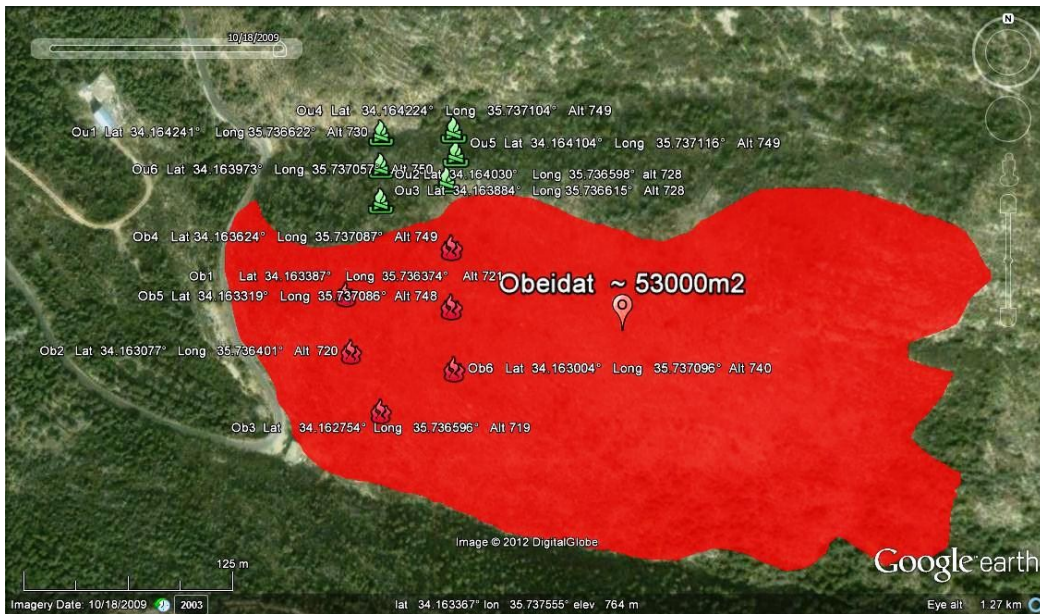 10/18/2009
N
Ou4 Lat 34.164224° Long 35.737104° Alt 749
Ou1 Lat 34.164241° Long 35.736622° Alt 730
Ou5 Lat 34.164104° Long 35.737116° Alt 749
Ou6 Lat 34.163973° Long 35.737057° Alt 750
Ou2 Lat 34.164030° Long 35.736598° alt 728
Ou3 Lat 34.163884° Long 35.736615° Alt 728
Ob4 Lat 34.163624° Long 35.737087° Alt 749
Ob1 Lat 34.163387° Long 35.736374° Alt 721
Obeidat ~ 53000m2
Ob5 Lat 34.163319° Long 35.737086° Alt 748
Ob2 Lat 34.163077° Long 35.736401° Alt 720
Ob6 Lat 34.163004° Long 35.737096° Alt 740
Ob3 Lat 34.162754° Long 35.736596° Alt 719
Image © 2012 DigitalGlobe
Google earth
125 m
Imagery Date: 10/18/2009 2003 lat 34.163367° lon 35.737555° elev 764 m Eye alt 1.27 km